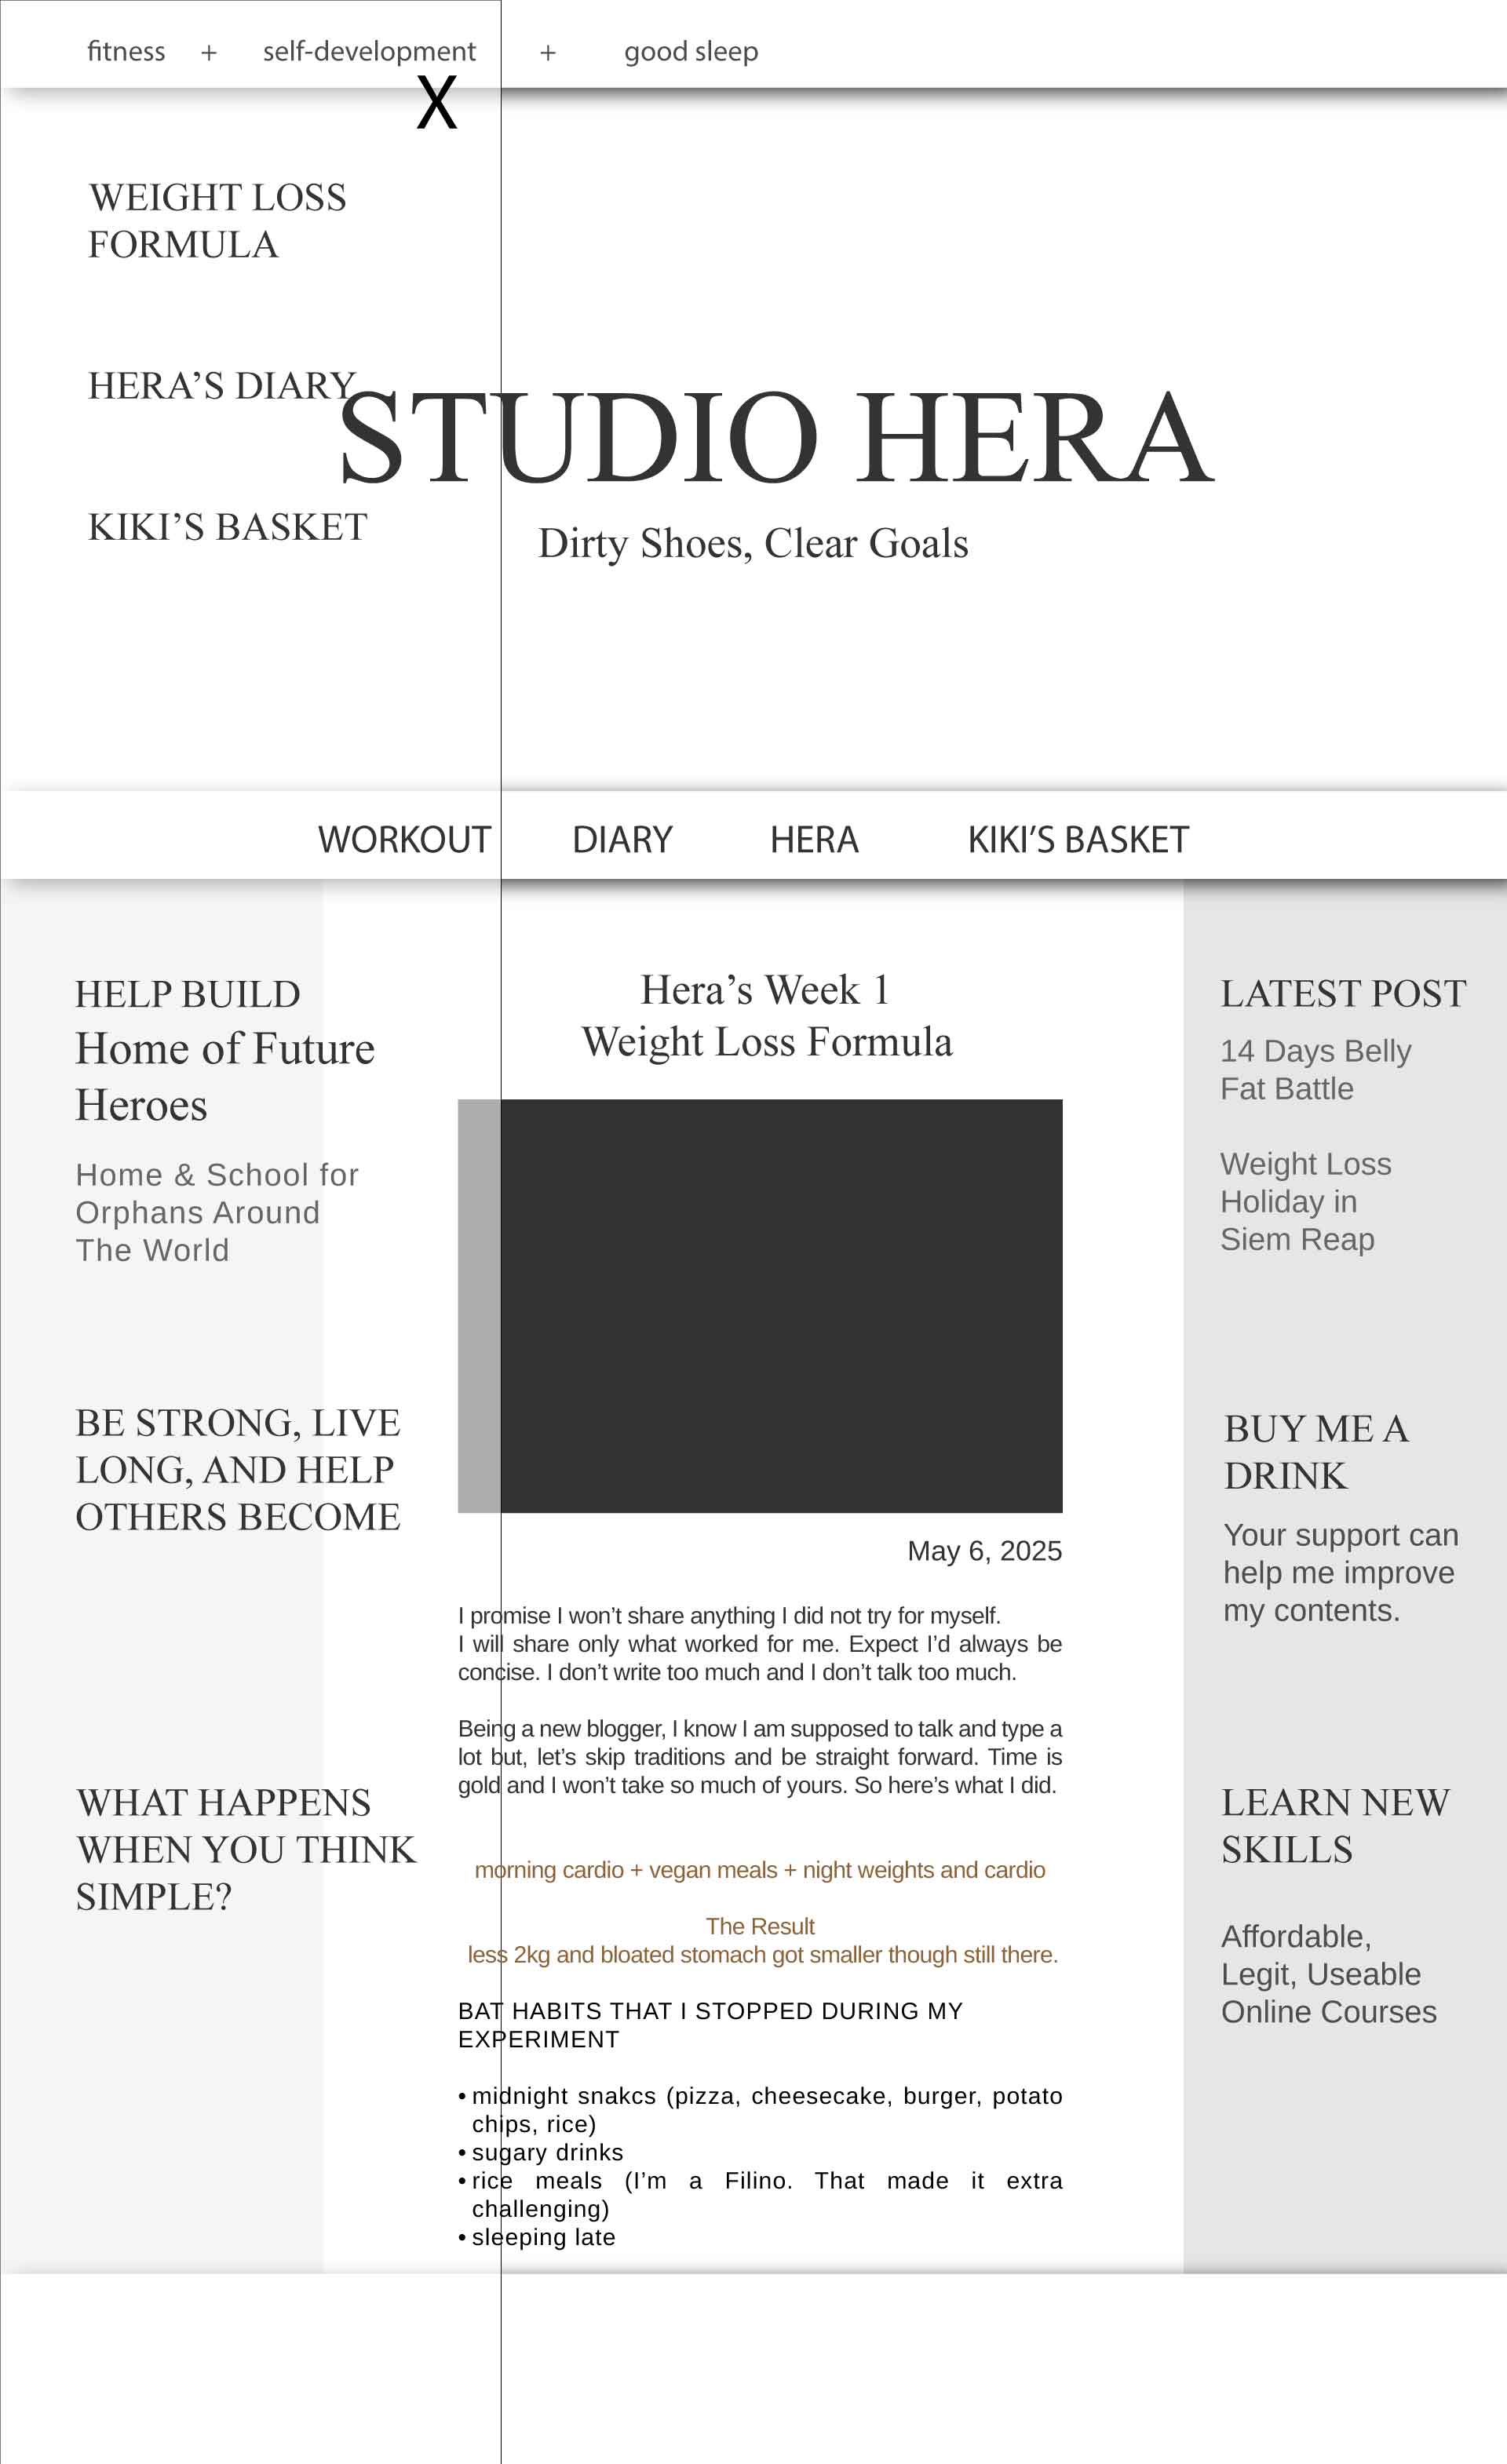 fitness + self-development + good sleep
X
WEIGHT LOSS
FORMULA
HERA’S DIARY
KIKI’S BASKET
STUDIO HERA
Dirty Shoes, Clear Goals
WORKOUT DIARY HERA KIKI’S BASKET
HELP BUILD
Home of Future
Heroes
Home & School for
Orphans Around
The World
BE STRONG, LIVE
LONG, AND HELP
OTHERS BECOME
WHAT HAPPENS
WHEN YOU THINK
SIMPLE?
Hera’s Week 1
Weight Loss Formula
May 6, 2025
I promise I won’t share anything I did not try for myself.
I will share only what worked for me. Expect I’d always be
concise. I don’t write too much and I don’t talk too much.
Being a new blogger, I know I am supposed to talk and type a
lot but, let’s skip traditions and be straight forward. Time is
gold and I won’t take so much of yours. So here’s what I did.
morning cardio + vegan meals + night weights and cardio
The Result
less 2kg and bloated stomach got smaller though still there.
BAT HABITS THAT I STOPPED DURING MY
EXPERIMENT
• midnight snakcs (pizza, cheesecake, burger, potato
chips, rice)
• sugary drinks
• rice meals (I’m a Filino. That made it extra
challenging)
• sleeping late
LATEST POST
14 Days Belly
Fat Battle
Weight Loss
Holiday in
Siem Reap
BUY ME A
DRINK
Your support can
help me improve
my contents.
LEARN NEW
SKILLS
Affordable,
Legit, Useable
Online Courses